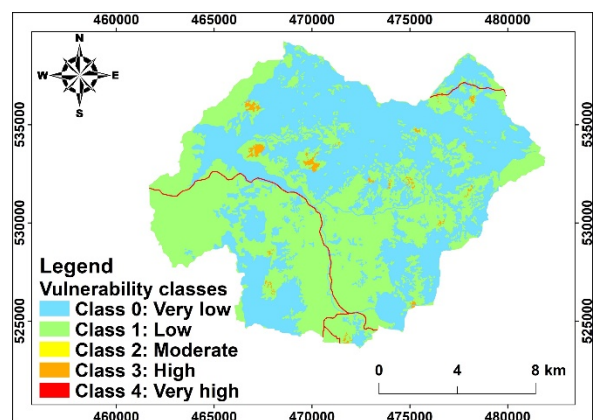 460000 465000 470000 475000 480000
N
W E
S
535000 535000
530000 530000
525000 525000
Legend
Vulnerability classes
Class 0: Very low
Class 1: Low
Class 2: Moderate
Class 3: High
Class 4: Very high
0 4 8 km
460000 465000 470000 475000 480000